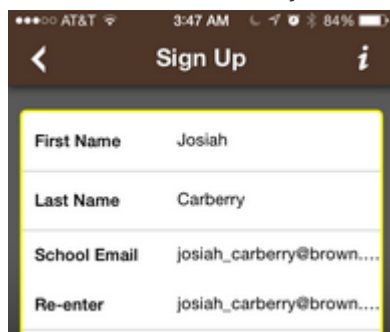 AT&T 3:47 AM 84%
Sign Up i
First Name Josiah
Last Name Carberry
School Email josiah_carberry@brown....
Re-enter josiah_carberry@brown....